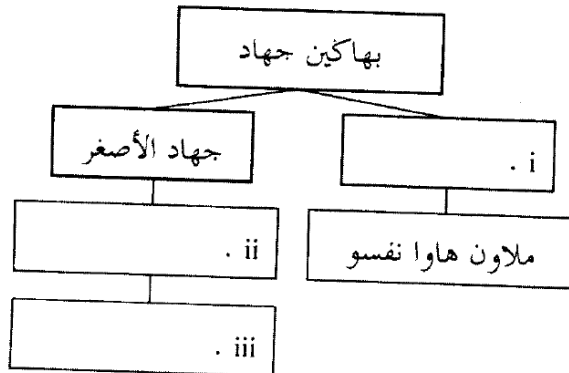 بهاڬين جهاد
i .
جهاد الأصغر
ملاون هاوا نفسو
ii .
iii .